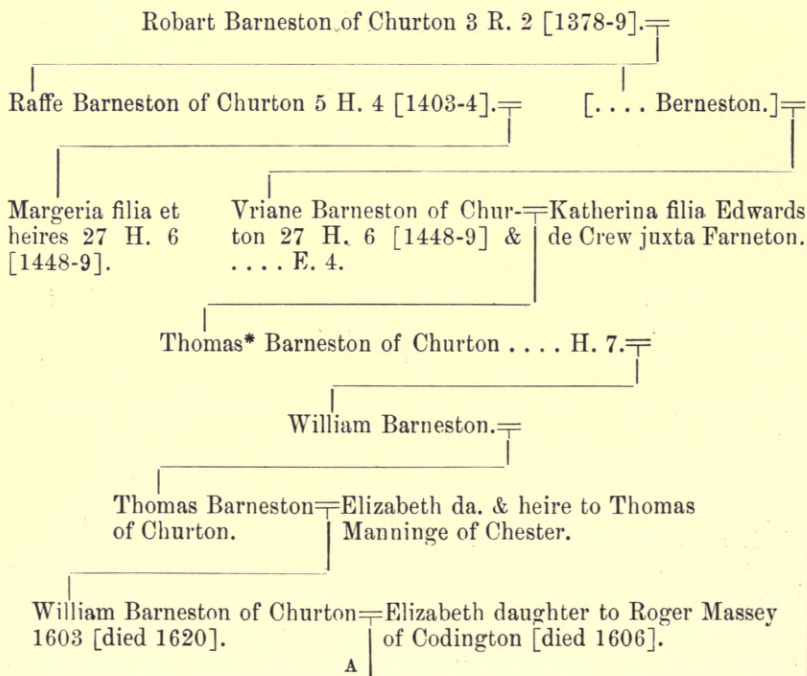 Robart Barneston of Churton 3 R. 2 [1378-9].
Raffe Barneston of Churton 5 H. 4 [1403-4].
[. . . . Berneston.]
Margeria filia et
heires 27 H. 6
[1448-9].
Vriane Barneston of Chur-
ton 27 H. 6 [1448-9] &
. . . . E. 4.
Katherina filia Edwards
de Crew juxta Farneton.
Thomas* Barneston of Churton . . . . H. 7.
William Barneston.
Thomas Barneston
of Churton.
Elizabeth da. & heire to Thomas
Manninge of Chester.
William Barneston of Churton
1603 [died 1620].
Elizabeth daughter to Roger Massey
of Codington [died 1606].
A